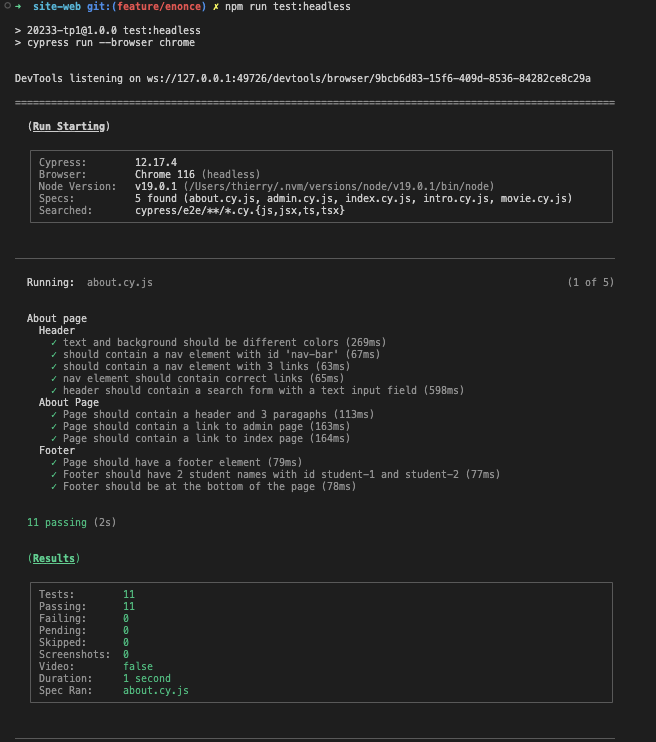 ➜ site-web git:(feature/enonce) ✗ npm run test:headless
> 20233-tp1@1.0.0 test:headless
> cypress run --browser chrome
DevTools listening on ws://127.0.0.1:49726/devtools/browser/9bcb6d83-15f6-409d-8536-84282ce8c29a
====================================================================================================
(Run Starting)
Cypress: 12.17.4
Browser: Chrome 116 (headless)
Node Version: v19.0.1 (/Users/thierry/.nvm/versions/node/v19.0.1/bin/node)
Specs: 5 found (about.cy.js, admin.cy.js, index.cy.js, intro.cy.js, movie.cy.js)
Searched: cypress/e2e/**/*.cy.{js,jsx,ts,tsx}
Running: about.cy.js (1 of 5)
About page
Header
✓ text and background should be different colors (269ms)
✓ should contain a nav element with id 'nav-bar' (67ms)
✓ should contain a nav element with 3 links (63ms)
✓ nav element should contain correct links (65ms)
✓ header should contain a search form with a text input field (598ms)
About Page
✓ Page should contain a header and 3 paragaphs (113ms)
✓ Page should contain a link to admin page (163ms)
✓ Page should contain a link to index page (164ms)
Footer
✓ Page should have a footer element (79ms)
✓ Footer should have 2 student names with id student-1 and student-2 (77ms)
✓ Footer should be at the bottom of the page (78ms)
11 passing (2s)
(Results)
Tests: 11
Passing: 11
Failing: 0
Pending: 0
Skipped: 0
Screenshots: 0
Video: false
Duration: 1 second
Spec Ran: about.cy.js